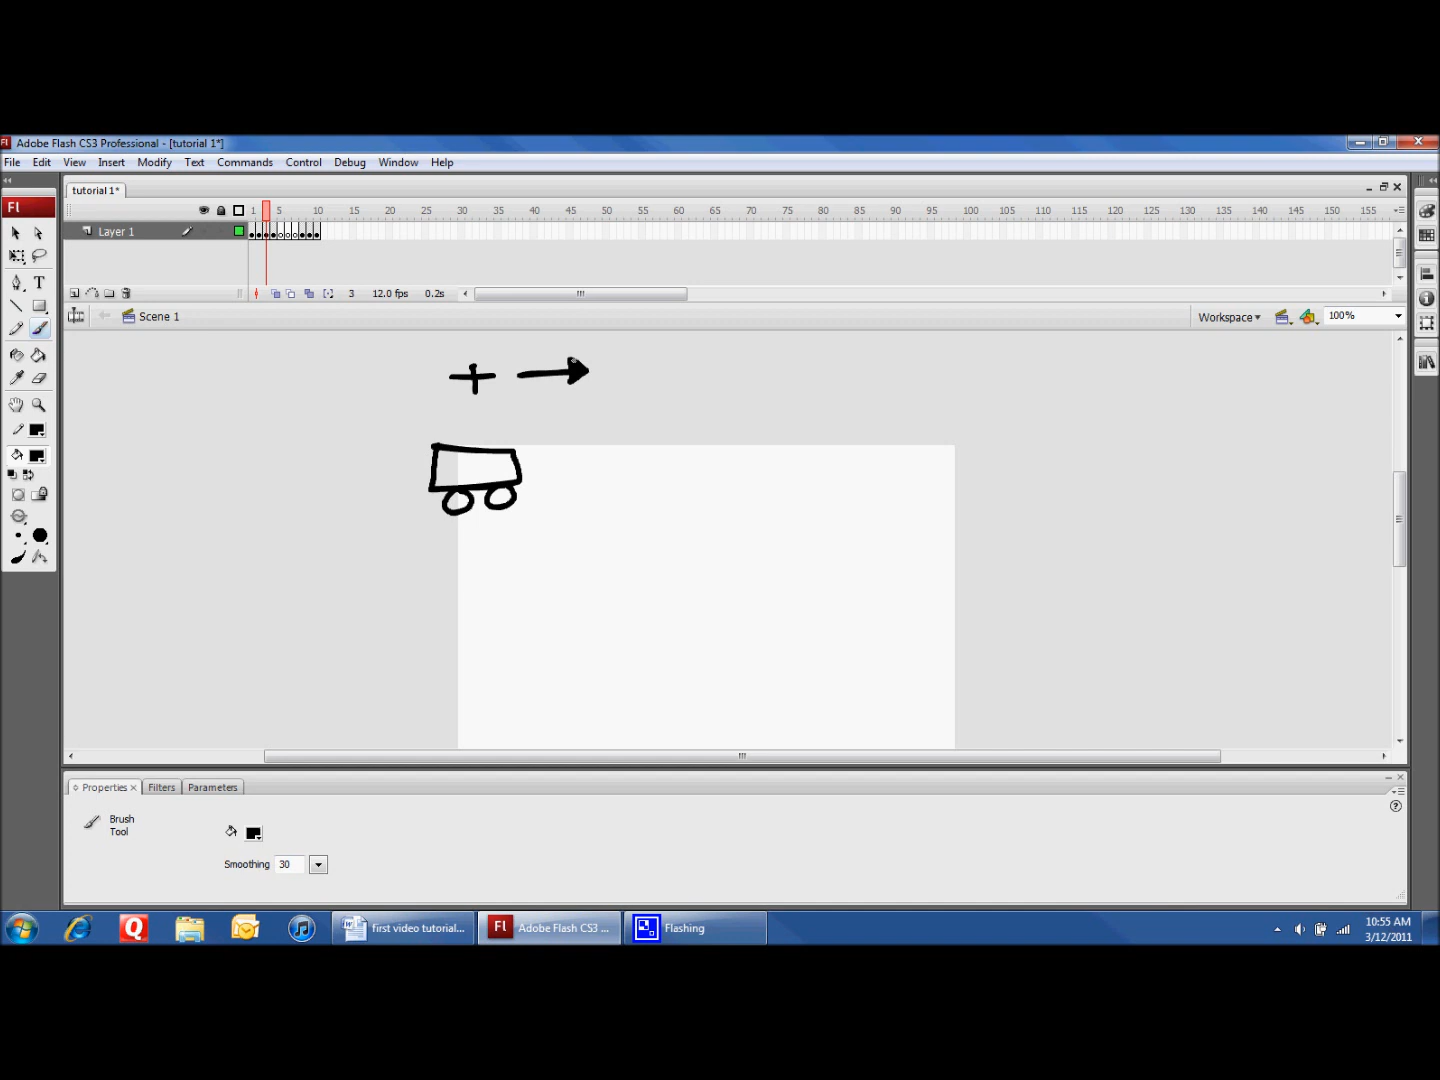 Fl Adobe Flash CS3 Professional - [tutorial 1*]
File Edit View Insert Modify Text Commands Control Debug Window Help
tutorial 1*
Fl
1 5 10 15 20 25 30 35 40 45 50 55 60 65 70 75 80 85 90 95 100 105 110 115 120 125 130 135 140 145 150 155
Layer 1
3 12.0 fps 0.2s
Scene 1
Workspace
100%
T
+
Properties Filters Parameters
Brush
Tool
Smoothing 30
Q
first video tutorial...
Fl Adobe Flash CS3 ...
Flashing
10:55 AM
3/12/2011